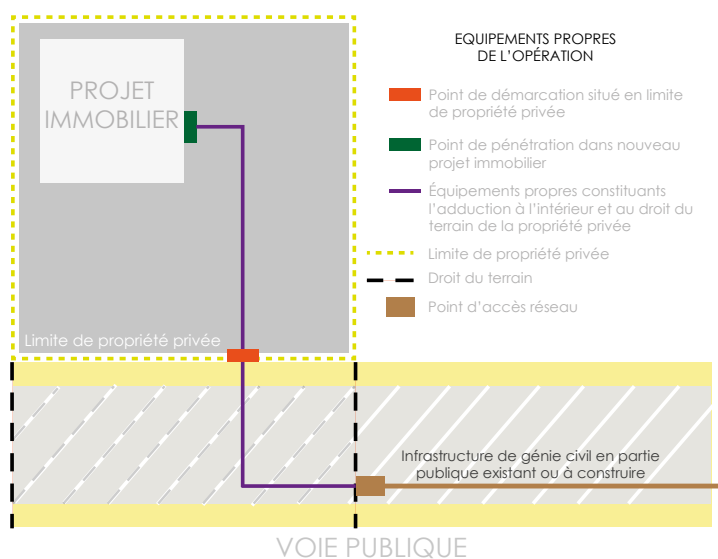 EQUIPEMENTS PROPRES
DE L'OPÉRATION
PROJET
IMMOBILIER
Point de démarcation situé en limite
de propriété privée
Point de pénétration dans nouveau
projet immobilier
Équipements propres constituants
l'adduction à l'intérieur et au droit du
terrain de la propriété privée
Limite de propriété privée
Droit du terrain
Point d'accès réseau
Limite de propriété privée
Infrastructure de génie civil en partie
publique existant ou à construire
VOIE PUBLIQUE